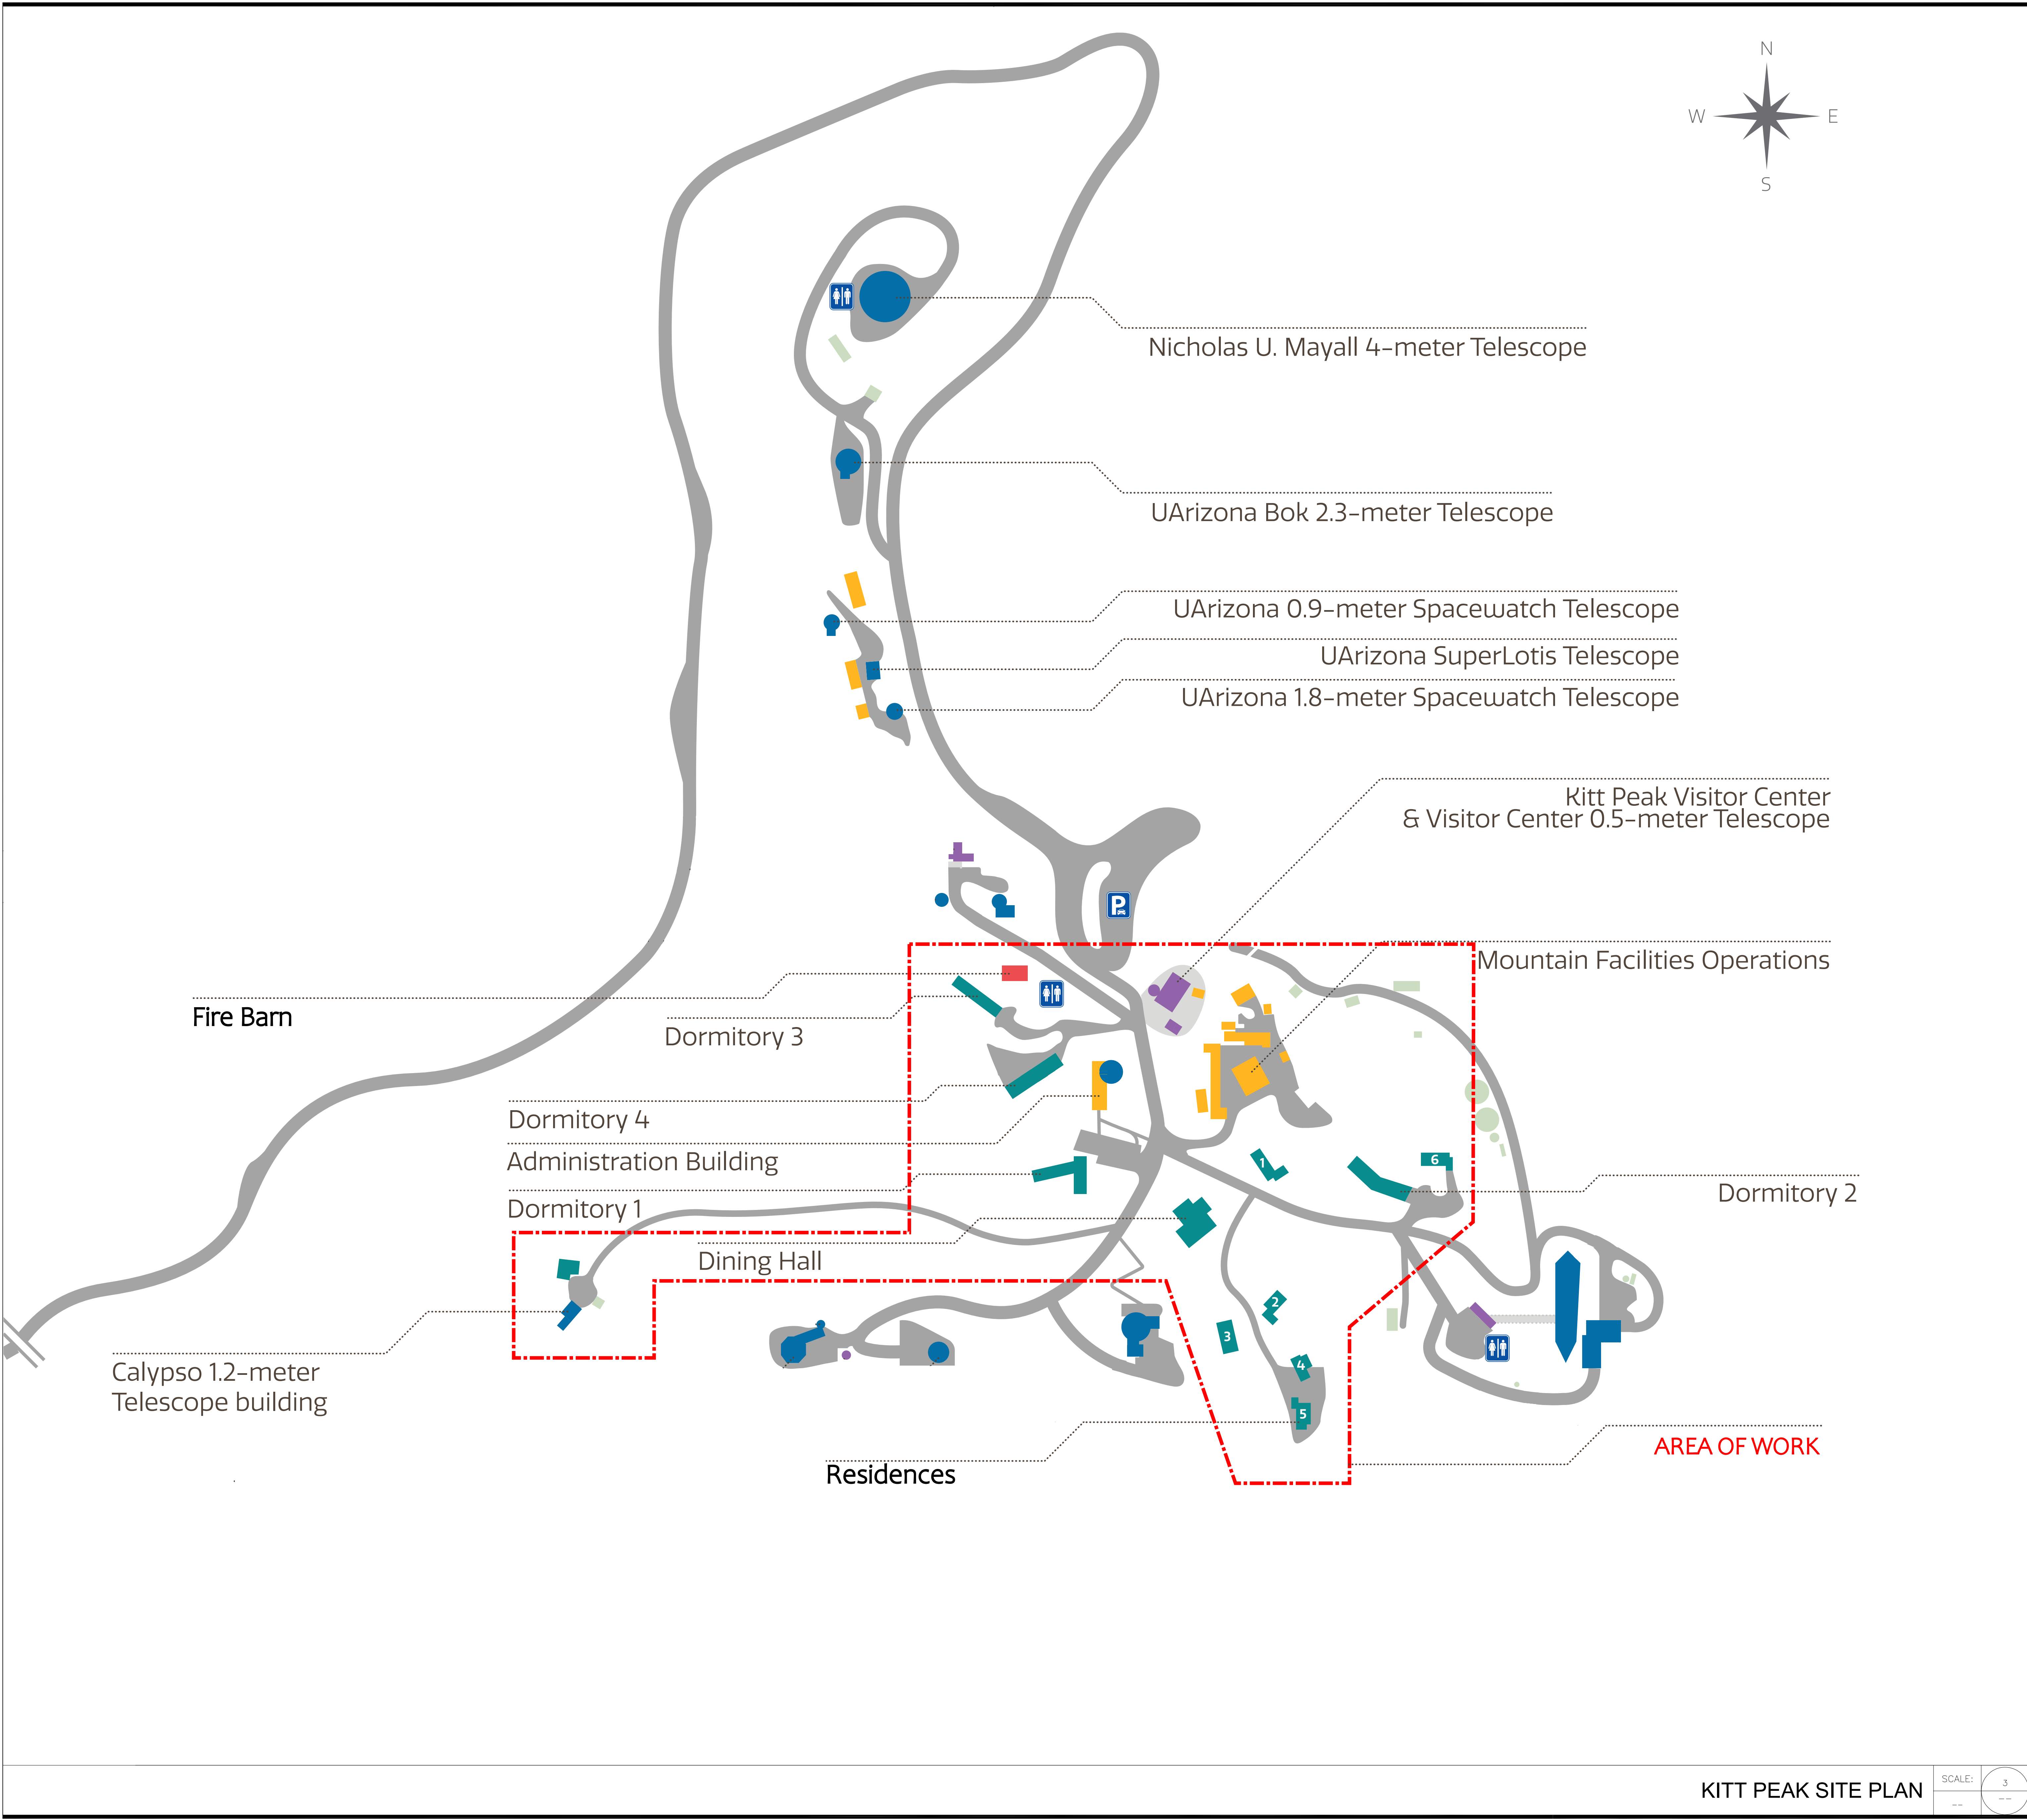 N
W
E
S
Nicholas U. Mayall 4-meter Telescope
UArizona Bok 2.3-meter Telescope
UArizona 0.9-meter Spacewatch Telescope
UArizona SuperLotis Telescope
UArizona 1.8-meter Spacewatch Telescope
Kitt Peak Visitor Center
& Visitor Center 0.5-meter Telescope
P
Mountain Facilities Operations
Fire Barn
Dormitory 3
Dormitory 4
Administration Building
Dormitory 1
1
6
Dormitory 2
Dining Hall
2
3
4
5
Calypso 1.2-meter
Telescope building
AREA OF WORK
Residences
KITT PEAK SITE PLAN
SCALE:
--
3
--